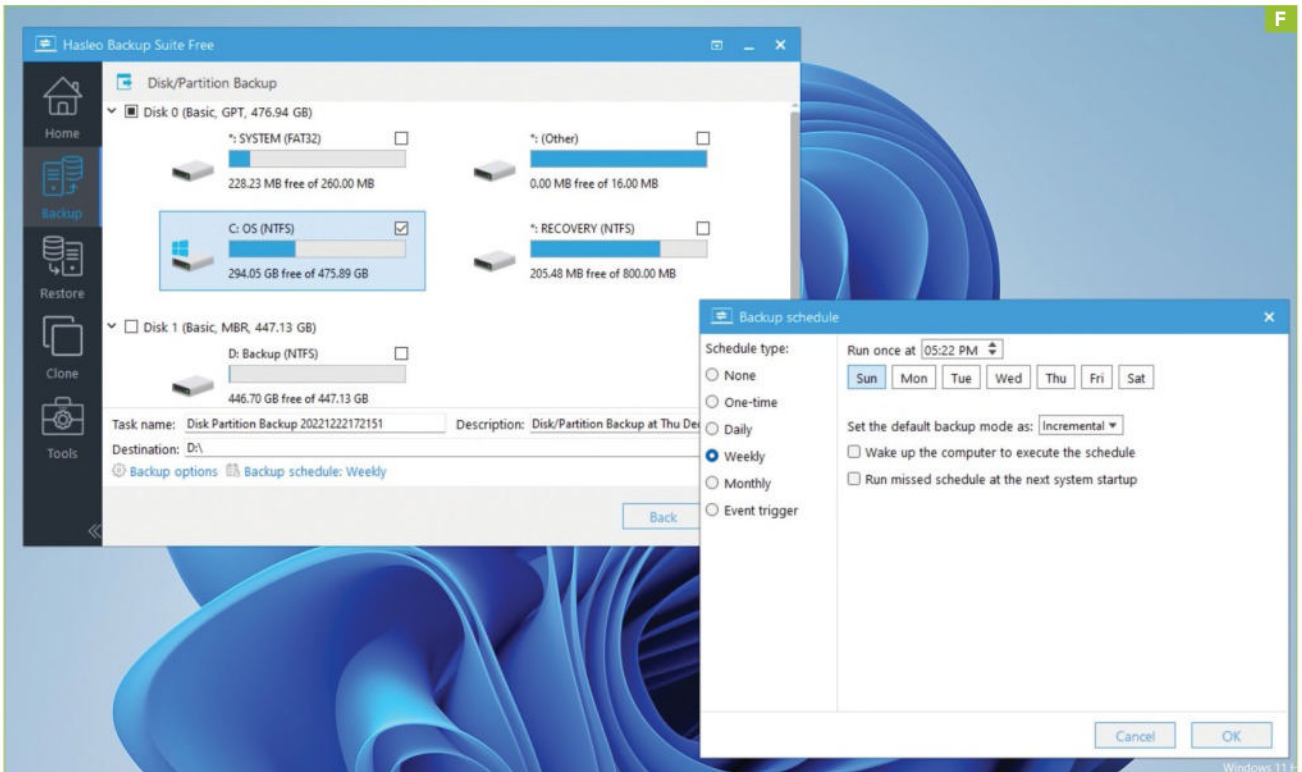 F
Hasleo Backup Suite Free
Disk/Partition Backup
Home
Backup
Restore
Clone
Tools
Disk 0 (Basic, GPT, 476.94 GB)
*: SYSTEM (FAT32)
228.23 MB free of 260.00 MB
*: (Other)
0.00 MB free of 16.00 MB
C: OS (NTFS)
294.05 GB free of 475.89 GB
*: RECOVERY (NTFS)
205.48 MB free of 800.00 MB
Disk 1 (Basic, MBR, 447.13 GB)
D: Backup (NTFS)
446.70 GB free of 447.13 GB
Task name: Disk Partition Backup 20221222172151 Description: Disk/Partition Backup at Thu De
Destination: D:\
Backup options Backup schedule: Weekly
Back
Backup schedule
Schedule type:
None
One-time
Daily
Weekly
Monthly
Event trigger
Run once at 05:22 PM
Sun Mon Tue Wed Thu Fri Sat
Set the default backup mode as: Incremental
Wake up the computer to execute the schedule
Run missed schedule at the next system startup
Cancel OK
Windows 11